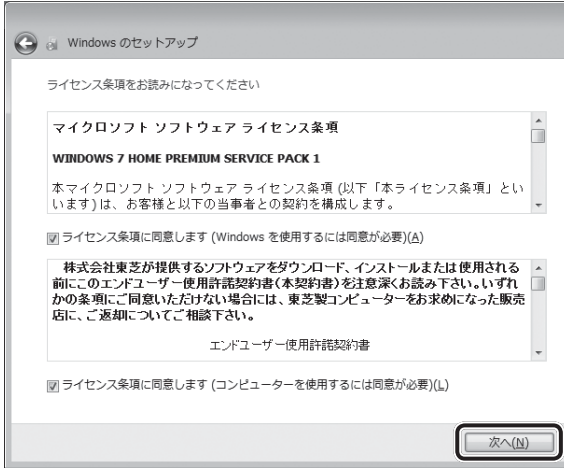 Windows のセットアップ
ライセンス条項をお読みになってください
マイクロソフト ソフトウェア ライセンス条項
WINDOWS 7 HOME PREMIUM SERVICE PACK 1
本マイクロソフト ソフトウェア ライセンス条項 (以下「本ライセンス条項」とい
います) は、お客様と以下の当事者との契約を構成します。
ライセンス条項に同意します (Windows を使用するには同意が必要)(A)
株式会社東芝が提供するソフトウェアをダウンロード、インストールまたは使用される
前にこのエンドユーザー使用許諾契約書(本契約書)を注意深くお読み下さい。いずれ
かの条項にご同意いただけない場合には、東芝製コンピューターをお求めになった販売
店に、ご返却についてご相談下さい。
エンドユーザー使用許諾契約書
ライセンス条項に同意します (コンピューターを使用するには同意が必要)(L)
次へ(N)